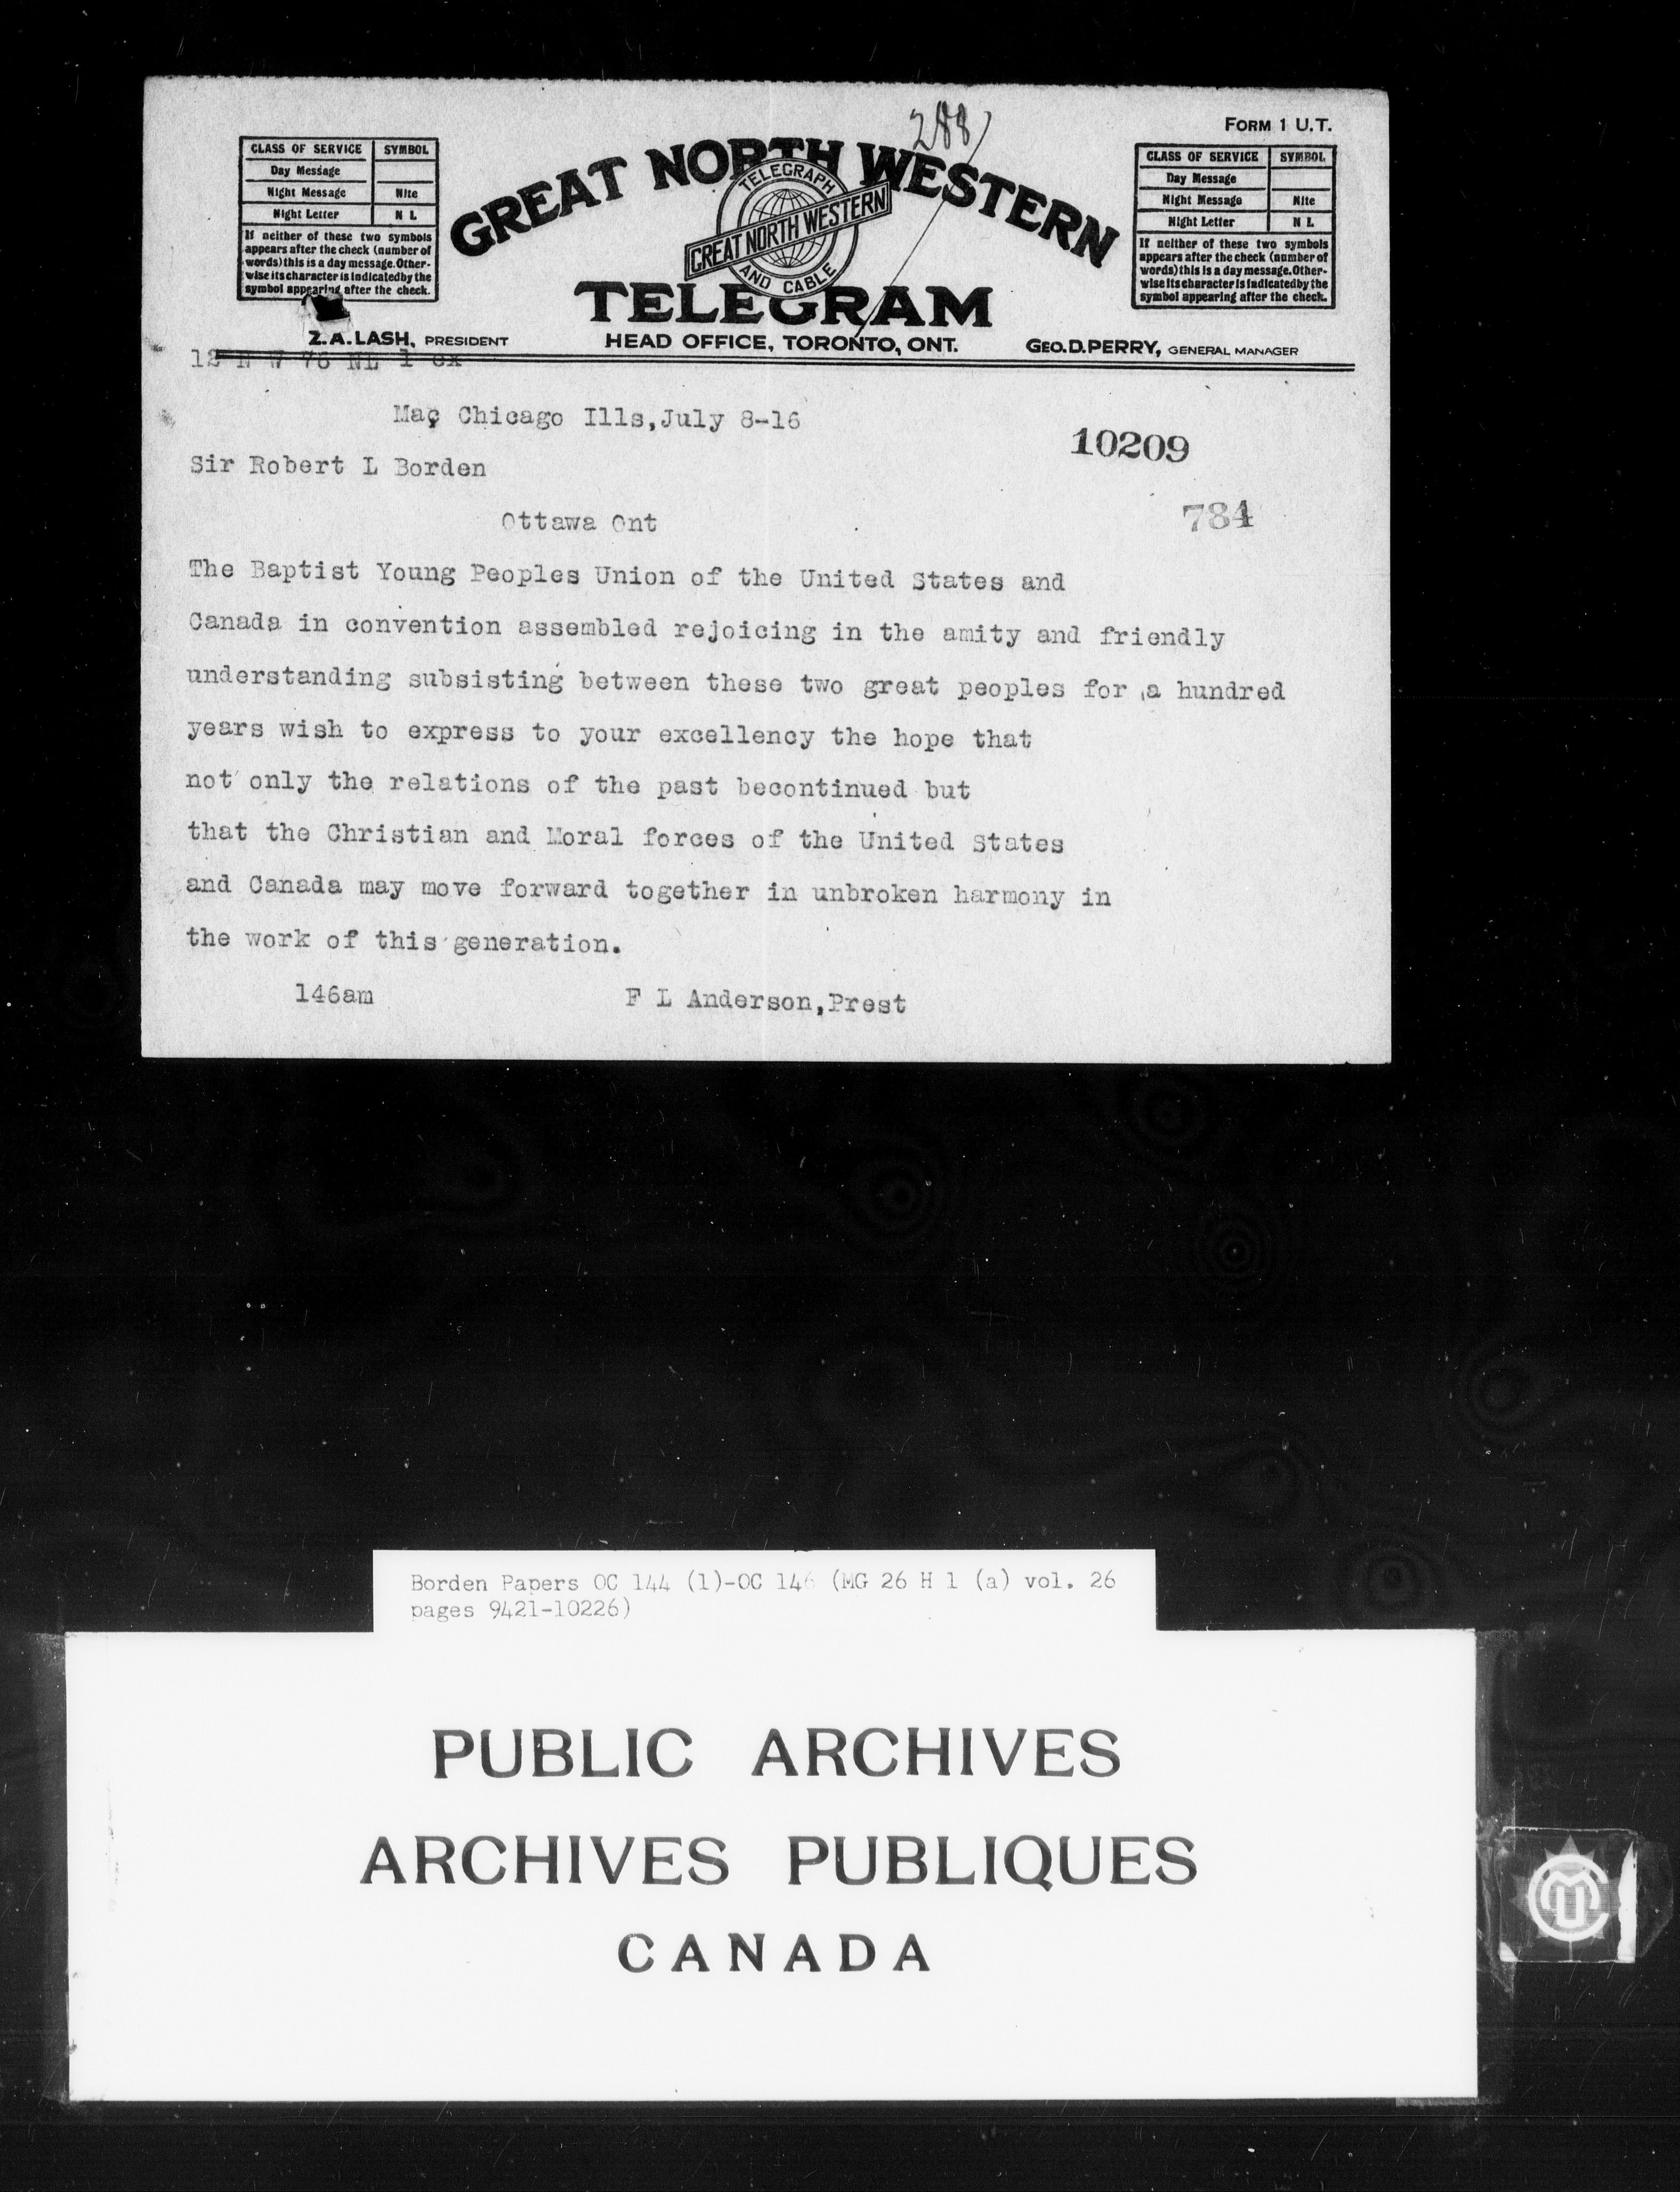 288
FORM 1 U.T.
CLASS OF SERVICE SYMBOL
Day Message
Night Message Nite
Night Letter N L
If neither of these two symbols
appears after the check (number of
words) this is a day message. Other-
wise its character is indicated by the
symbol appearing after the check.
GREAT NORTH WESTERN
TELEGRAPH
GREAT NORTH WESTERN
AND CABLE
TELEGRAM
CLASS OF SERVICE SYMBOL
Day Message
Night Message Nite
Night Letter N L
If neither of these two symbols
appears after the check (number of
words) this is a day message. Other-
wise its character is indicated by the
symbol appearing after the check.
Z.A. LASH, PRESIDENT
HEAD OFFICE, TORONTO, ONT.
GEO. D. PERRY, GENERAL MANAGER
W 76 NL 1 ex
Maç Chicago Ills,July 8-16
10209
Sir Robert L Borden
Ottawa Ont
784
The Baptist Young Peoples Union of the United States and
Canada in convention assembled rejoicing in the amity and friendly
understanding subsisting between these two great peoples for a hundred
years wish to express to your excellency the hope that
not only the relations of the past becontinued but
that the Christian and Moral forces of the United States
and Canada may move forward together in unbroken harmony in
the work of this generation.
146am F L Anderson,Prest
Borden Papers OC 144 (1)-OC 146 (MG 26 H 1 (a) vol. 26
pages 9421-10226)
PUBLIC ARCHIVES
ARCHIVES PUBLIQUES
CANADA